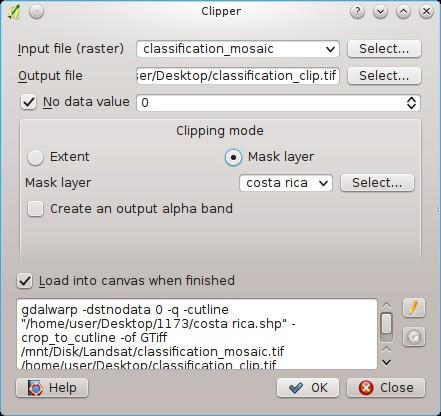 Clipper
Input file (raster) classification_mosaic Select...
Output file ser/Desktop/classification_clip.tif Select...
No data value 0
Clipping mode
Extent Mask layer
Mask layer costa rica Select...
Create an output alpha band
Load into canvas when finished
gdalwarp -dstnodata 0 -q -cutline
"/home/user/Desktop/1173/costa rica.shp" -
crop_to_cutline -of GTiff
/mnt/Disk/Landsat/classification_mosaic.tif
/home/user/Desktop/classification_clip.tif
Help OK Close